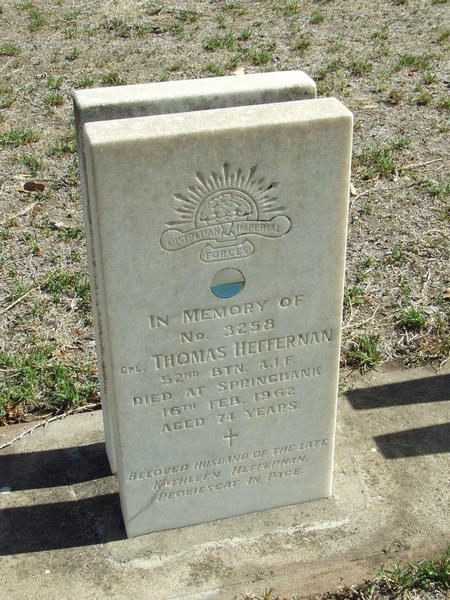 AUSTRALIAN IMPERIAL
FORCES
IN MEMORY OF
No. 3258
CPL. THOMAS HEFFERNAN
52ND BTN. A.I.F.
DIED AT SPRINGBANK
16TH FEB. 1962
AGED 74 YEARS.
BELOVED HUSBAND OF THE LATE
KATHLEEN HEFFERNAN.
REQUIESCAT IN PACE.